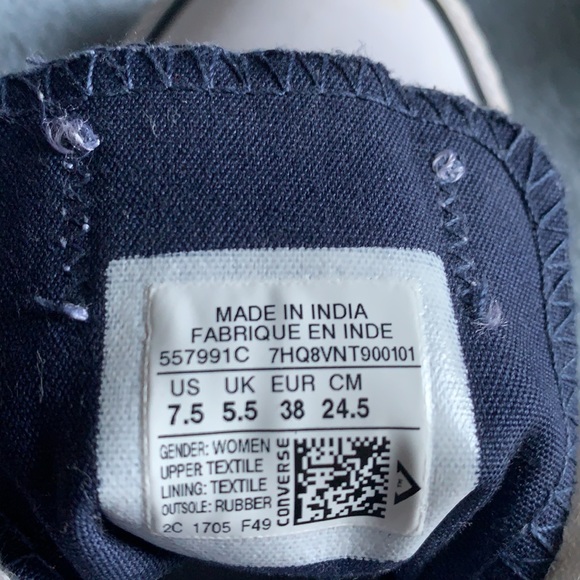 MADE IN INDIA
FABRIQUE EN INDE
557991C 7HQ8VNT900101
US UK EUR CM
7.5 5.5 38 24.5
GENDER: WOMEN
UPPER: TEXTILE
LINING: TEXTILE
OUTSOLE: RUBBER
2C 1705 F49
CONVERSE
TM